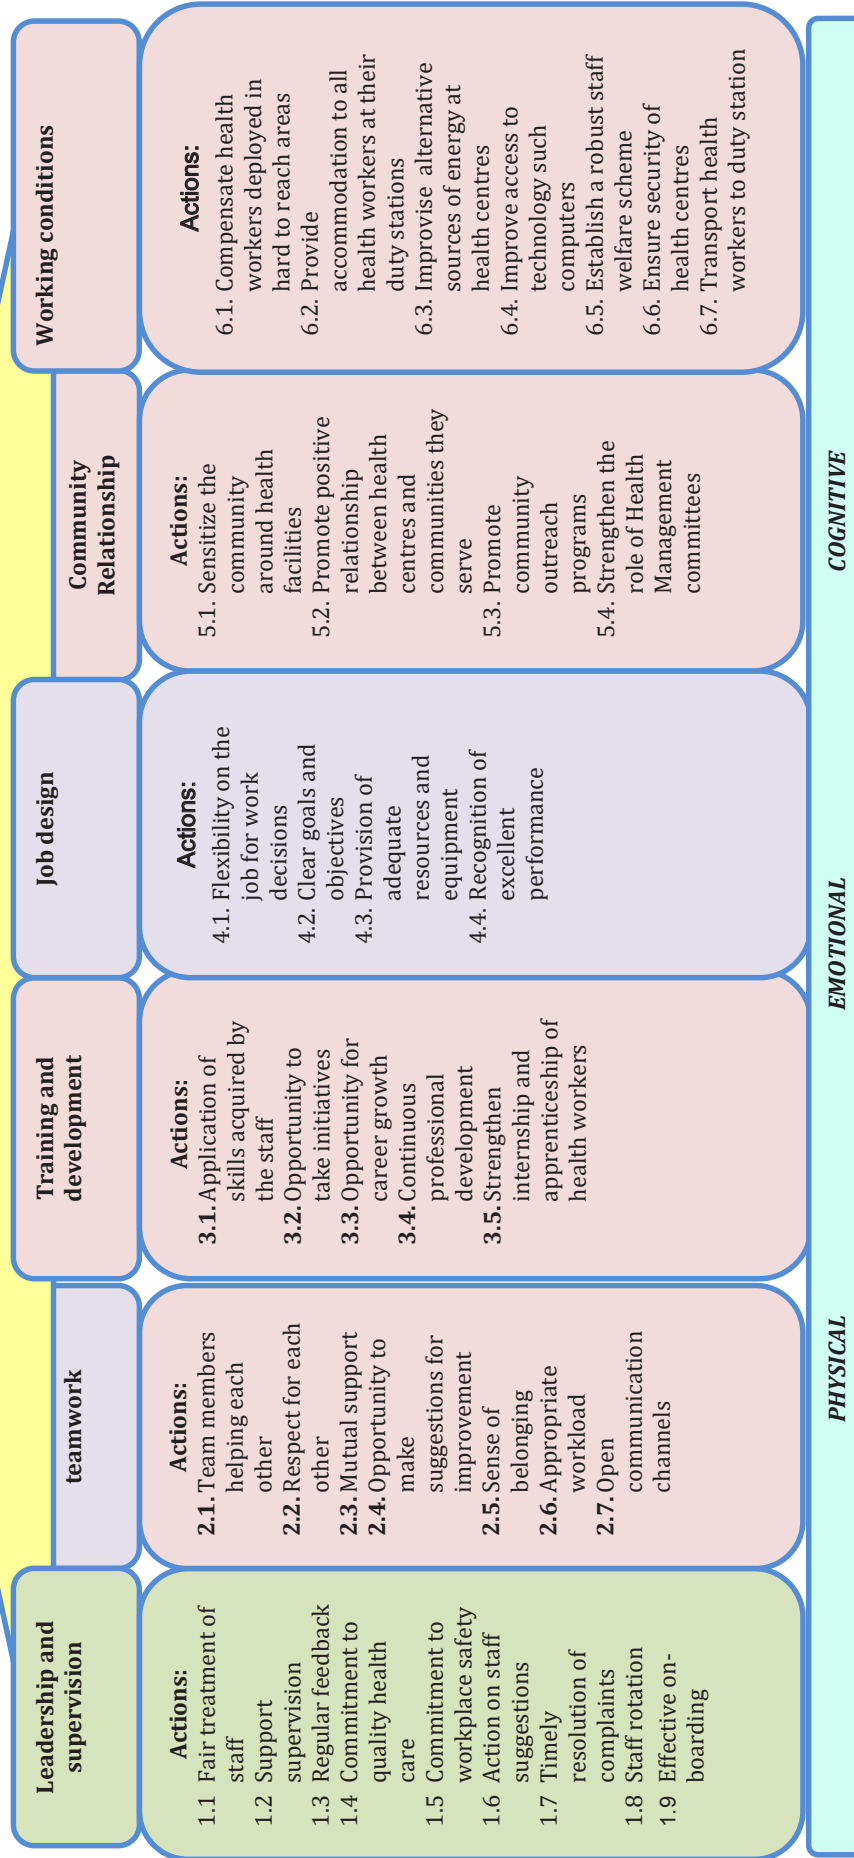 Leadership and
supervision
Actions:
1.1 Fair treatment of
staff
1.2 Support
supervision
1.3 Regular feedback
1.4 Commitment to
quality health
care
1.5 Commitment to
workplace safety
1.6 Action on staff
suggestions
1.7 Timely
resolution of
complaints
1.8 Staff rotation
1.9 Effective on-
boarding
teamwork
Actions:
2.1. Team members
helping each
other
2.2. Respect for each
other
2.3. Mutual support
2.4. Opportunity to
make
suggestions for
improvement
2.5. Sense of
belonging
2.6. Appropriate
workload
2.7. Open
communication
channels
Training and
development
Actions:
3.1. Application of
skills acquired by
the staff
3.2. Opportunity to
take initiatives
3.3. Opportunity for
career growth
3.4. Continuous
professional
development
3.5. Strengthen
internship and
apprenticeship of
health workers
Job design
Actions:
4.1. Flexibility on the
job for work
decisions
4.2. Clear goals and
objectives
4.3. Provision of
adequate
resources and
equipment
4.4. Recognition of
excellent
performance
Community
Relationship
Actions:
5.1. Sensitize the
community
around health
facilities
5.2. Promote positive
relationship
between health
centres and
communities they
serve
5.3. Promote
community
outreach
programs
5.4. Strengthen the
role of Health
Management
committees
Working conditions
Actions:
6.1. Compensate health
workers deployed in
hard to reach areas
6.2. Provide
accommodation to all
health workers at their
duty stations
6.3. Improvise alternative
sources of energy at
health centres
6.4. Improve access to
technology such
computers
6.5. Establish a robust staff
welfare scheme
6.6. Ensure security of
health centres
6.7. Transport health
workers to duty station
PHYSICAL EMOTIONAL COGNITIVE